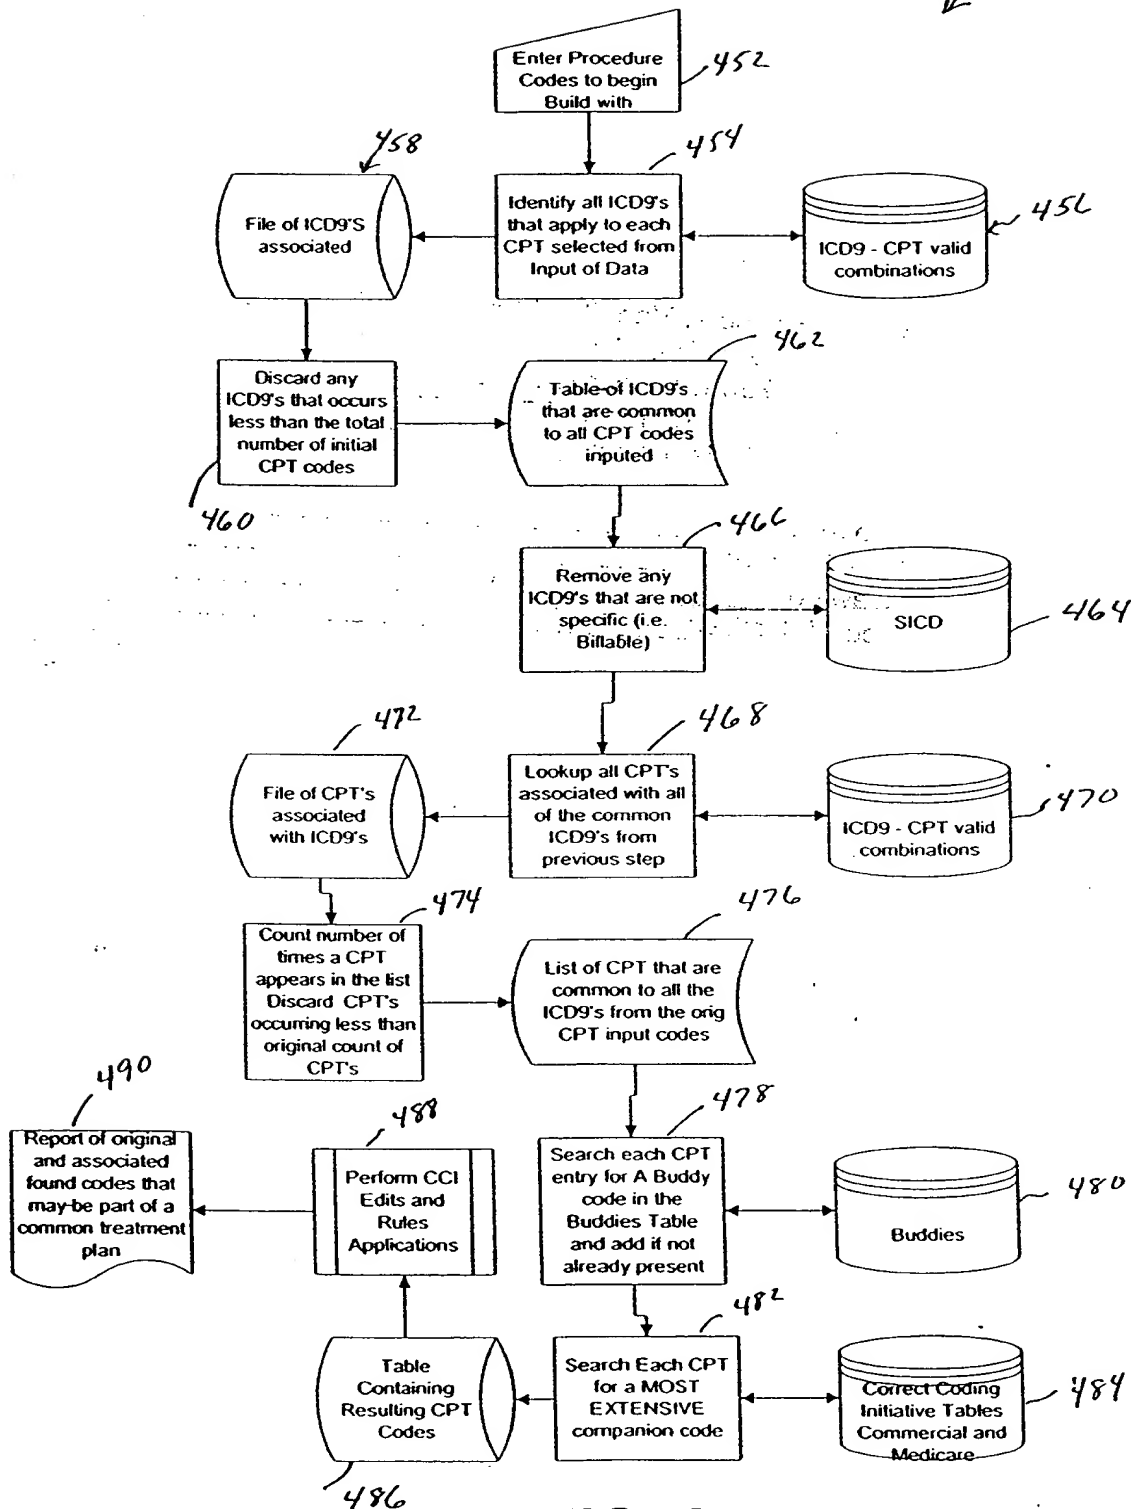 Enter Procedure
Codes to begin
Build with
452
458
454
File of ICD9'S
associated
Identify all ICD9's
that apply to each
CPT selected from
Input of Data
ICD9 - CPT valid
combinations
456
462
Discard any
ICD9's that occurs
less than the total
number of initial
CPT codes
Table of ICD9's
that are common
to all CPT codes
inputed
460
466
Remove any
ICD9's that are not
specific (i.e.
Billable)
SICD
464
472
468
File of CPT's
associated
with ICD9's
Lookup all CPT's
associated with all
of the common
ICD9's from
previous step
ICD9 - CPT valid
combinations
470
474
476
Count number of
times a CPT
appears in the list
Discard CPT's
occurring less than
original count of
CPT's
List of CPT that are
common to all the
ICD9's from the orig
CPT input codes
490
488
478
Report of original
and associated
found codes that
may be part of a
common treatment
plan
Perform CCI
Edits and
Rules
Applications
Search each CPT
entry for A Buddy
code in the
Buddies Table
and add if not
already present
Buddies
480
482
Table
Containing
Resulting CPT
Codes
Search Each CPT
for a MOST
EXTENSIVE
companion code
Correct Coding
Initiative Tables
Commercial and
Medicare
484
486